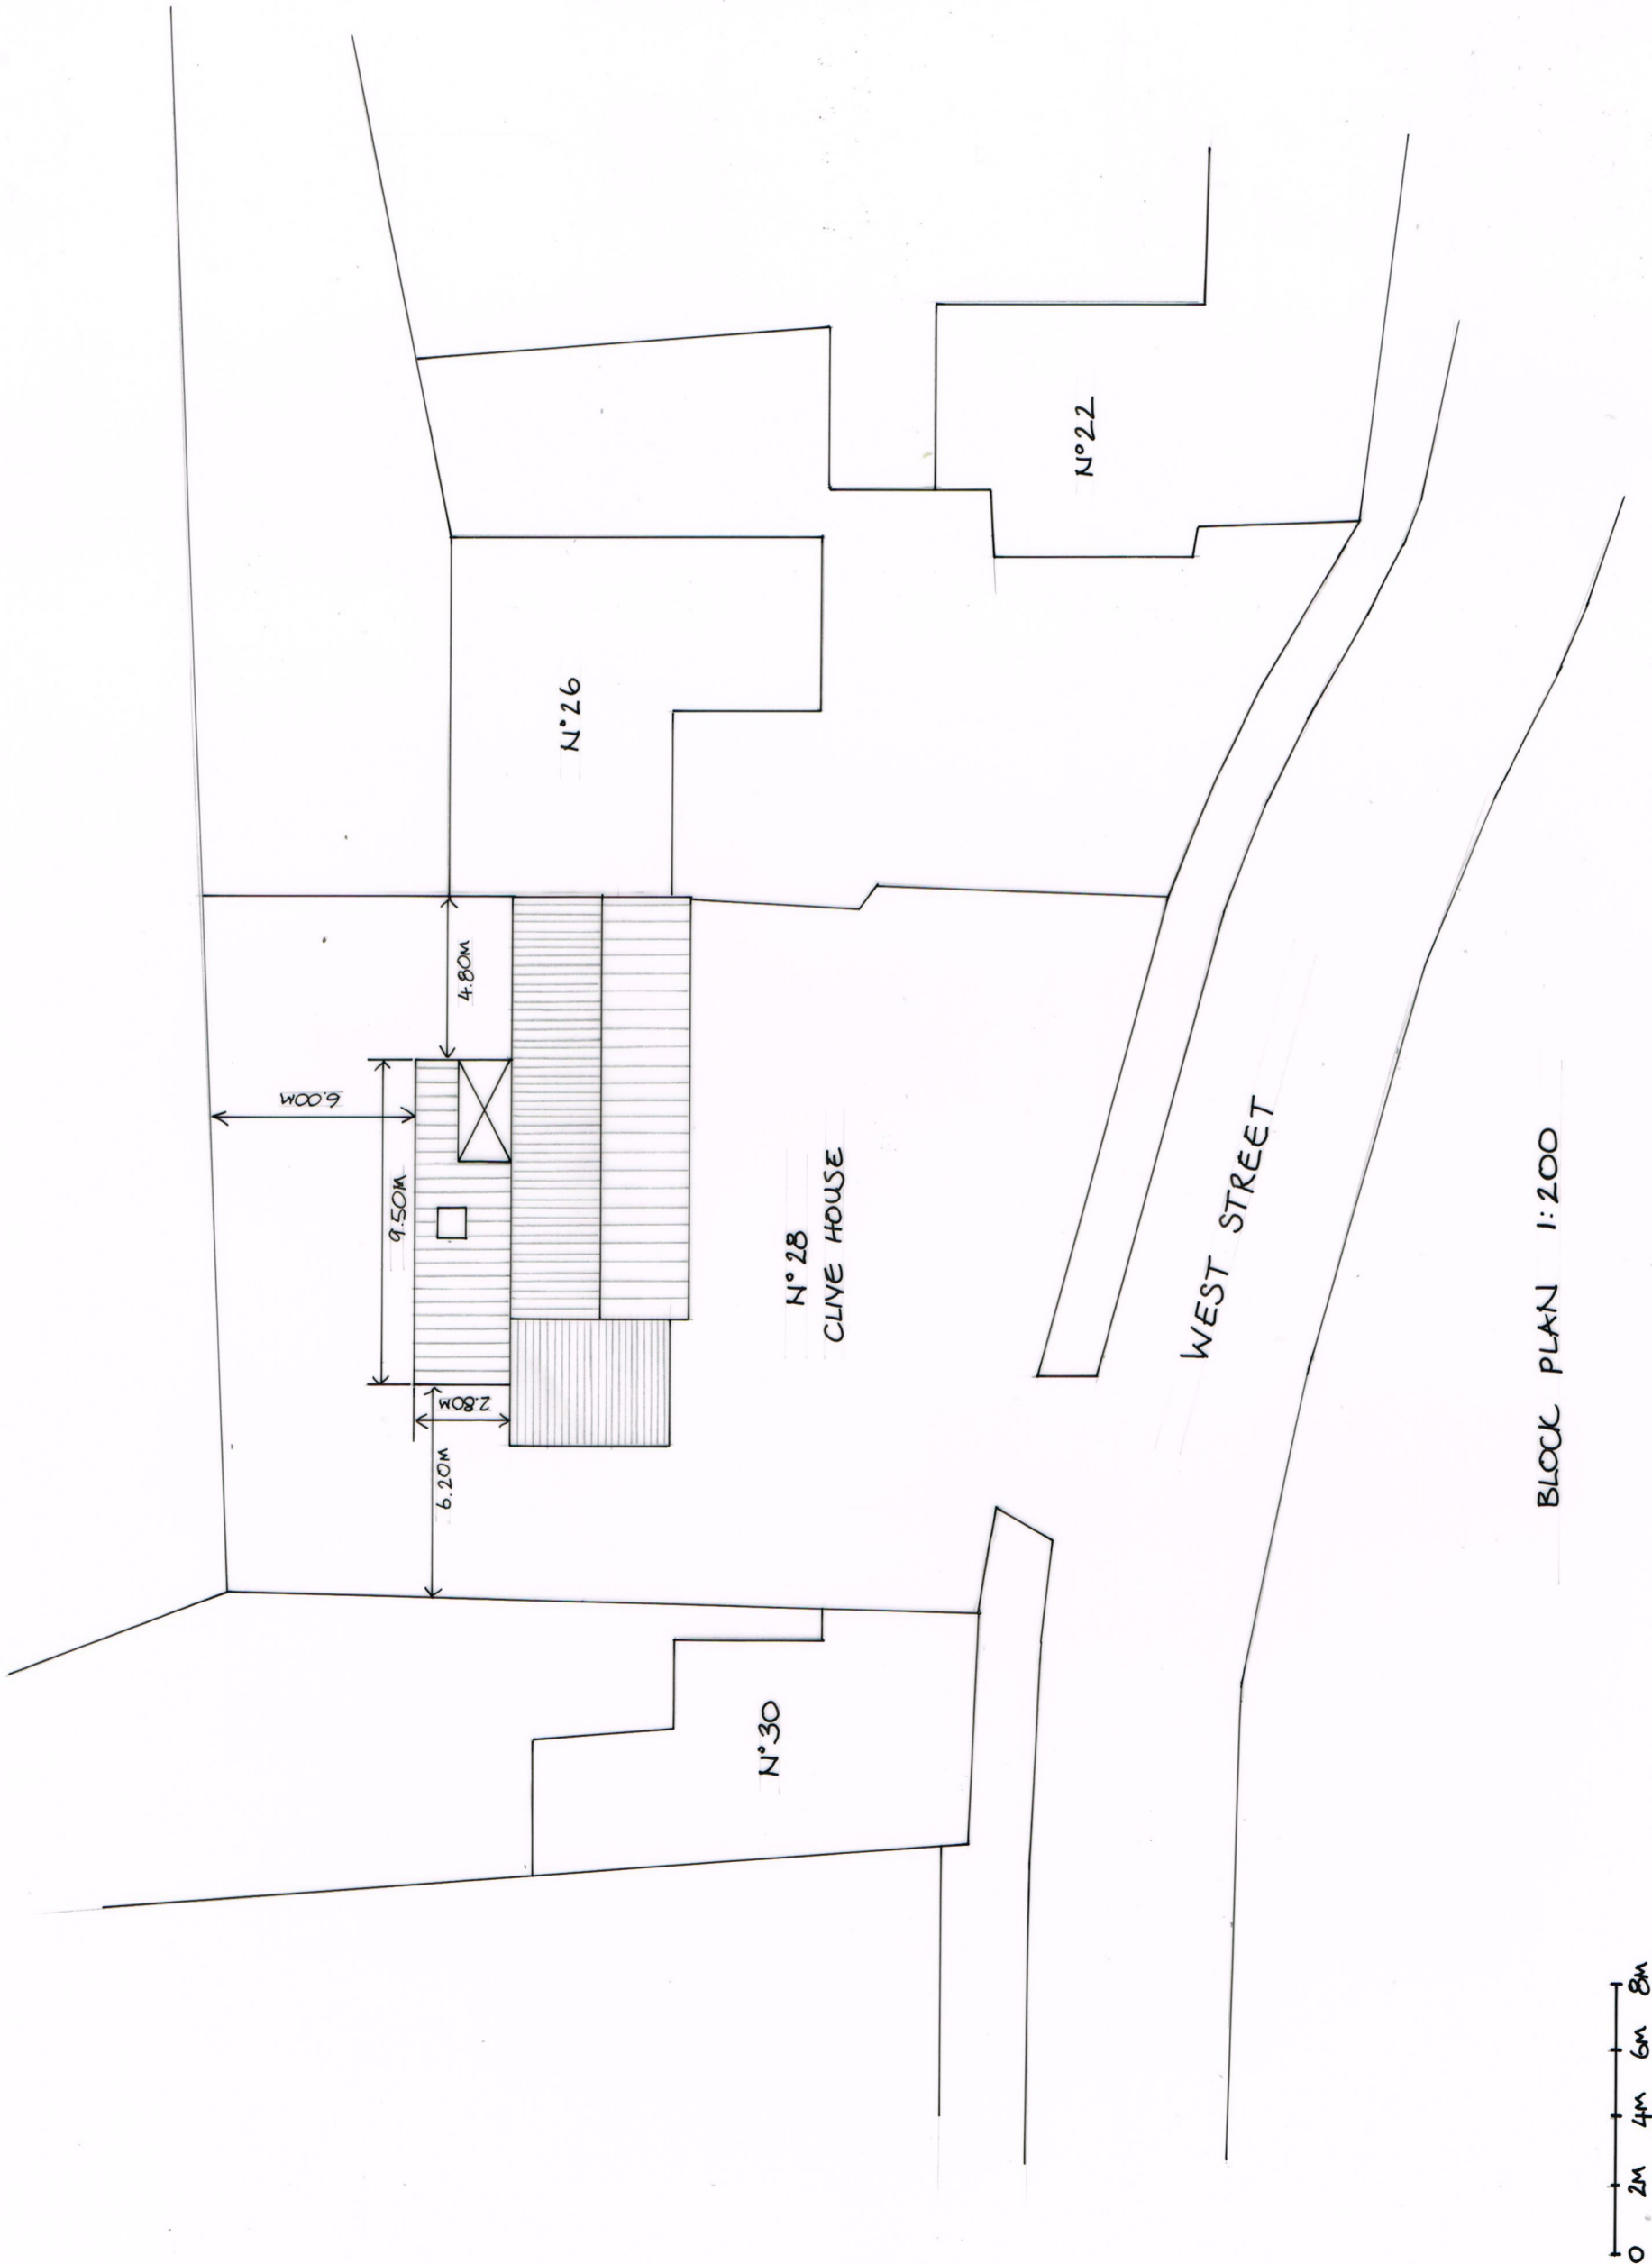 N°22
N°26
4.80M
6.00M
9.50M
2.80M
6.20M
N° 28
CLIVE HOUSE
N°30
WEST STREET
BLOCK PLAN 1:200
0 2M 4M 6M 8M